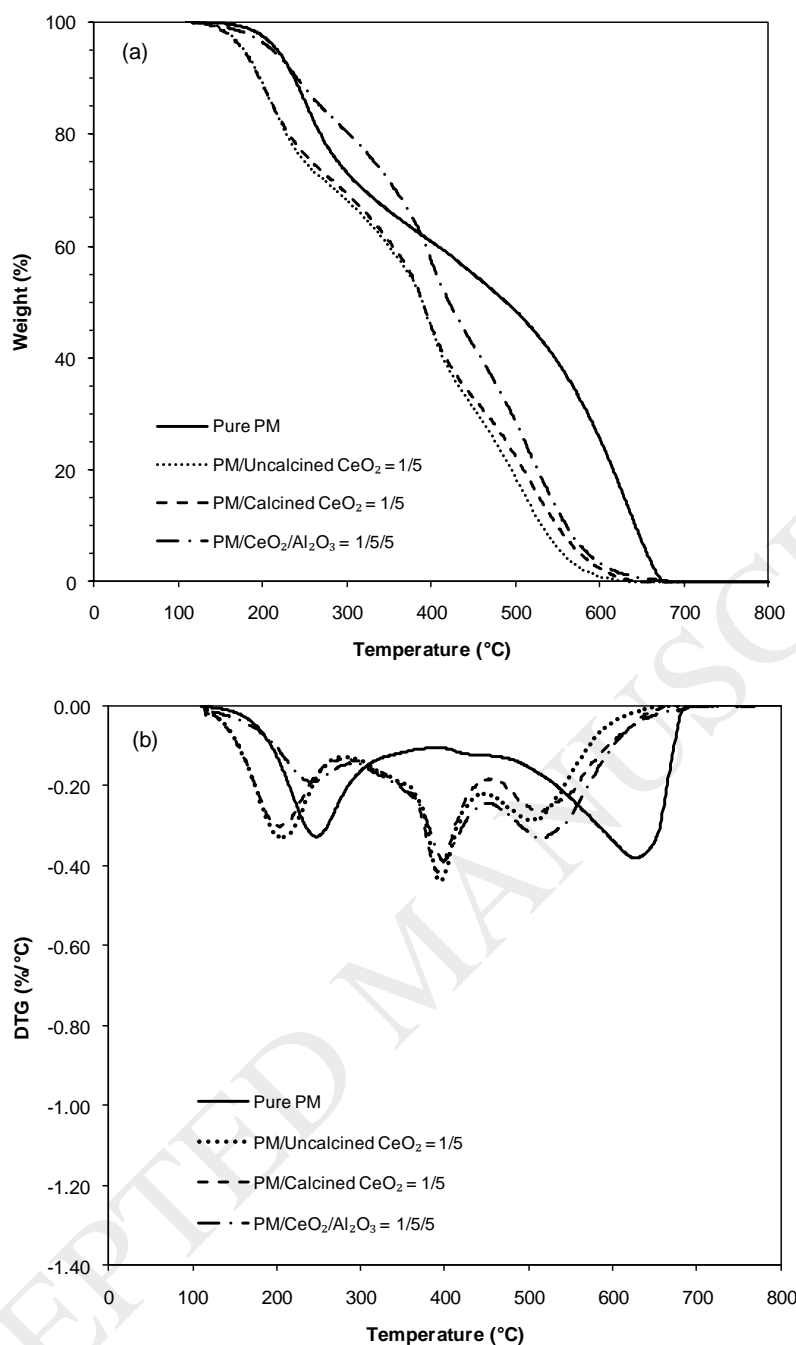 (a)
100
80
60
40
20
0
Weight (%)
Pure PM
PM/Uncalcined CeO₂ = 1/5
PM/Calcined CeO₂ = 1/5
PM/CeO₂/Al₂O₃ = 1/5/5
0 100 200 300 400 500 600 700 800
Temperature (°C)
(b)
0.00
-0.20
-0.40
-0.60
-0.80
-1.00
-1.20
-1.40
DTG (%/°C)
Pure PM
PM/Uncalcined CeO₂ = 1/5
PM/Calcined CeO₂ = 1/5
PM/CeO₂/Al₂O₃ = 1/5/5
0 100 200 300 400 500 600 700 800
Temperature (°C)
EPTED MANUSC